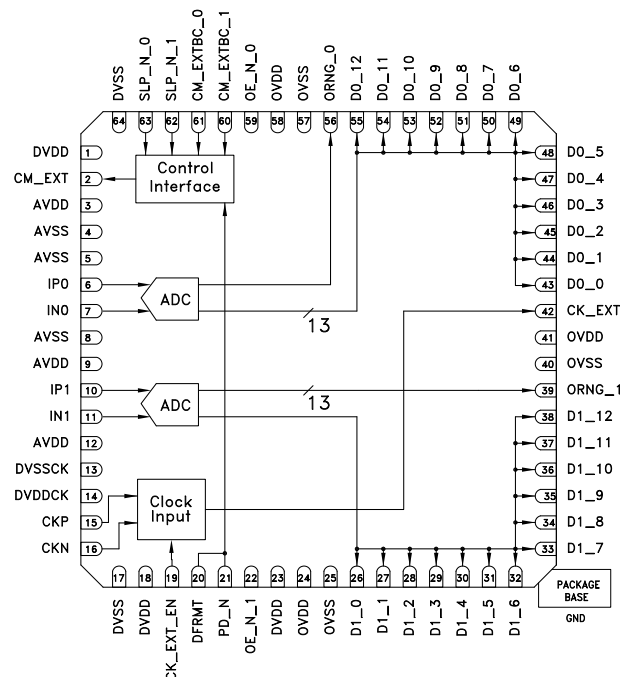 DVSS
SLP_N_0
SLP_N_1
CM_EXTBC_0
CM_EXTBC_1
OE_N_0
OVDD
OVSS
ORNG_0
D0_12
D0_11
D0_10
D0_9
D0_8
D0_7
D0_6
64
63
62
61
60
59
58
57
56
55
54
53
52
51
50
49
DVDD 1
CM_EXT 2
AVDD 3
AVSS 4
AVSS 5
IP0 6
IN0 7
AVSS 8
AVDD 9
IP1 10
IN1 11
AVDD 12
DVSSCK 13
DVDDCK 14
CKP 15
CKN 16
Control
Interface
ADC
13
ADC
13
Clock
Input
48 D0_5
47 D0_4
46 D0_3
45 D0_2
44 D0_1
43 D0_0
42 CK_EXT
41 OVDD
40 OVSS
39 ORNG_1
38 D1_12
37 D1_11
36 D1_10
35 D1_9
34 D1_8
33 D1_7
17
18
19
20
21
22
23
24
25
26
27
28
29
30
31
32
DVSS
DVDD
CK_EXT_EN
DFRMT
PD_N
OE_N_1
DVDD
OVDD
OVSS
D1_0
D1_1
D1_2
D1_3
D1_4
D1_5
D1_6
PACKAGE
BASE
GND